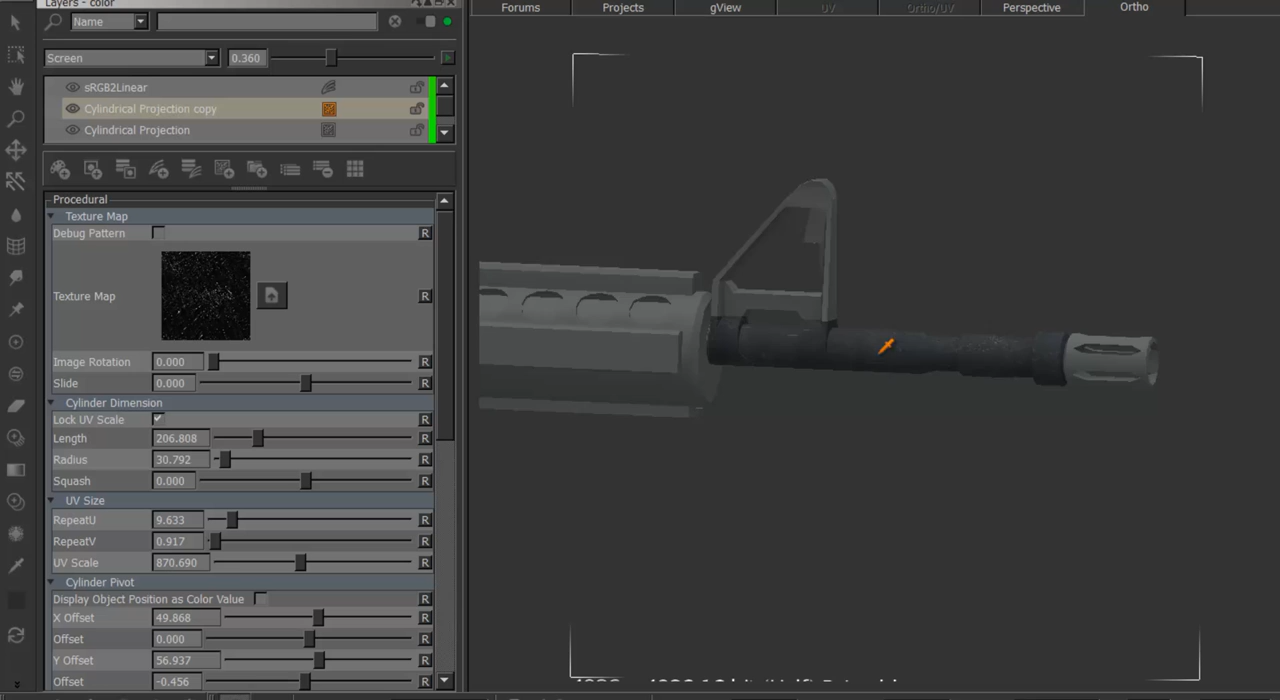 Layers - color
Forums Projects gView UV Ortho/UV Perspective Ortho
Name
Screen 0.360
sRGB2Linear
Cylindrical Projection copy
Cylindrical Projection
Procedural
Texture Map
Debug Pattern R
Texture Map R
Image Rotation 0.000 R
Slide 0.000 R
Cylinder Dimension
Lock UV Scale R
Length 206.808 R
Radius 30.792 R
Squash 0.000 R
UV Size
RepeatU 9.633 R
RepeatV 0.917 R
UV Scale 870.690 R
Cylinder Pivot
Display Object Position as Color Value R
X Offset 49.868 R
Offset 0.000 R
Y Offset 56.937 R
Offset -0.456 R